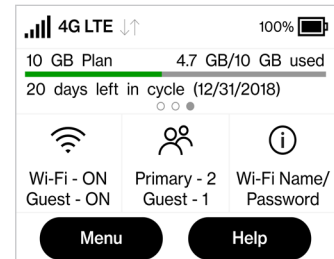 4G LTE 100%
10 GB Plan 4.7 GB/10 GB used
20 days left in cycle (12/31/2018)
Wi-Fi - ON Primary - 2 Wi-Fi Name/
Guest - ON Guest - 1 Password
Menu Help